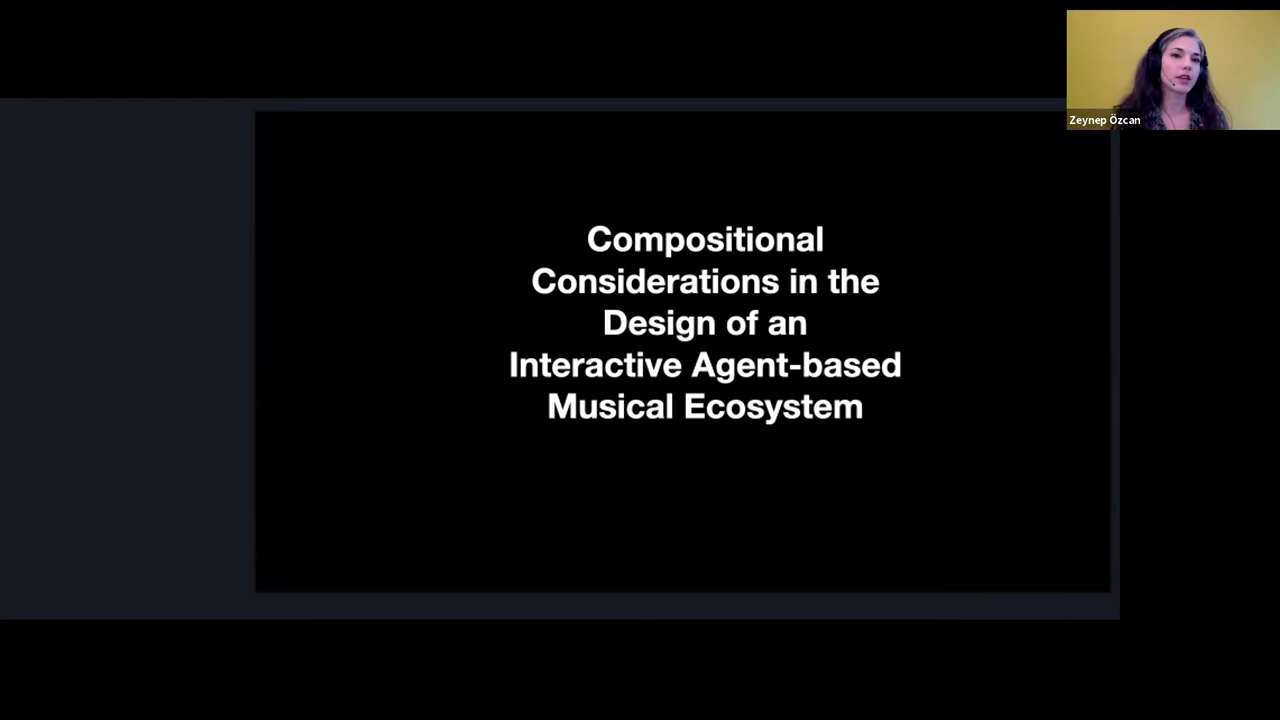 Zeynep Özcan
Compositional
Considerations in the
Design of an
Interactive Agent-based
Musical Ecosystem